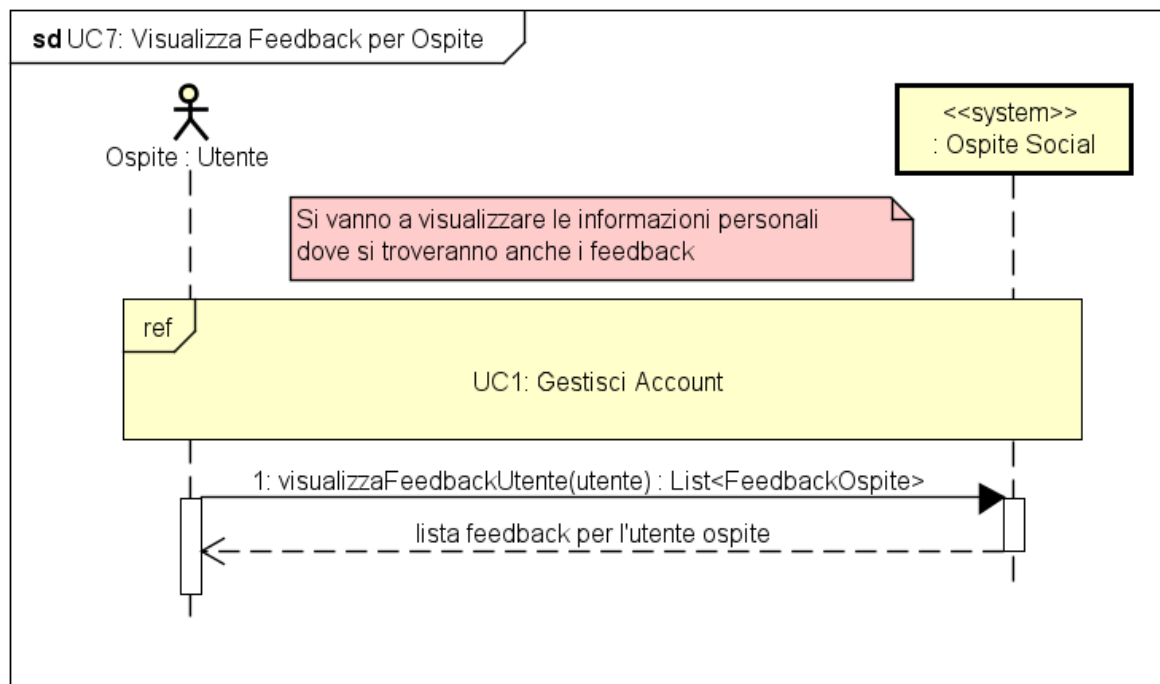 sd UC7: Visualizza Feedback per Ospite
Ospite : Utente
<<system>>
: Ospite Social
Si vanno a visualizzare le informazioni personali
dove si troveranno anche i feedback
ref
UC1: Gestisci Account
1: visualizzaFeedbackUtente(utente) : List<FeedbackOspite>
lista feedback per l'utente ospite